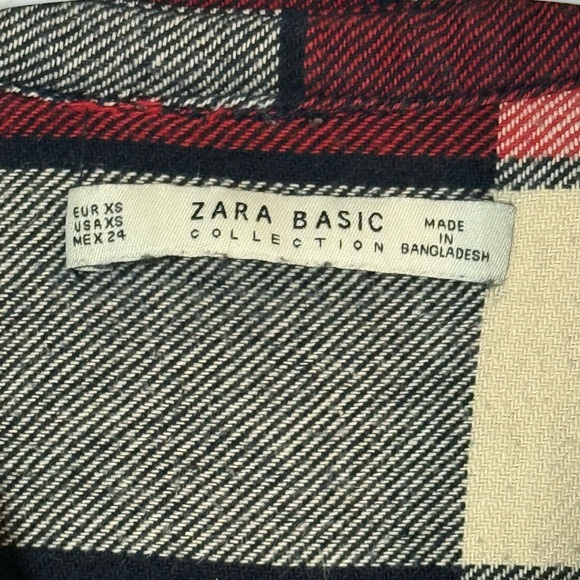 EUR XS
USA XS
MEX 24
ZARA BASIC
COLLECTION
MADE
IN
BANGLADESH